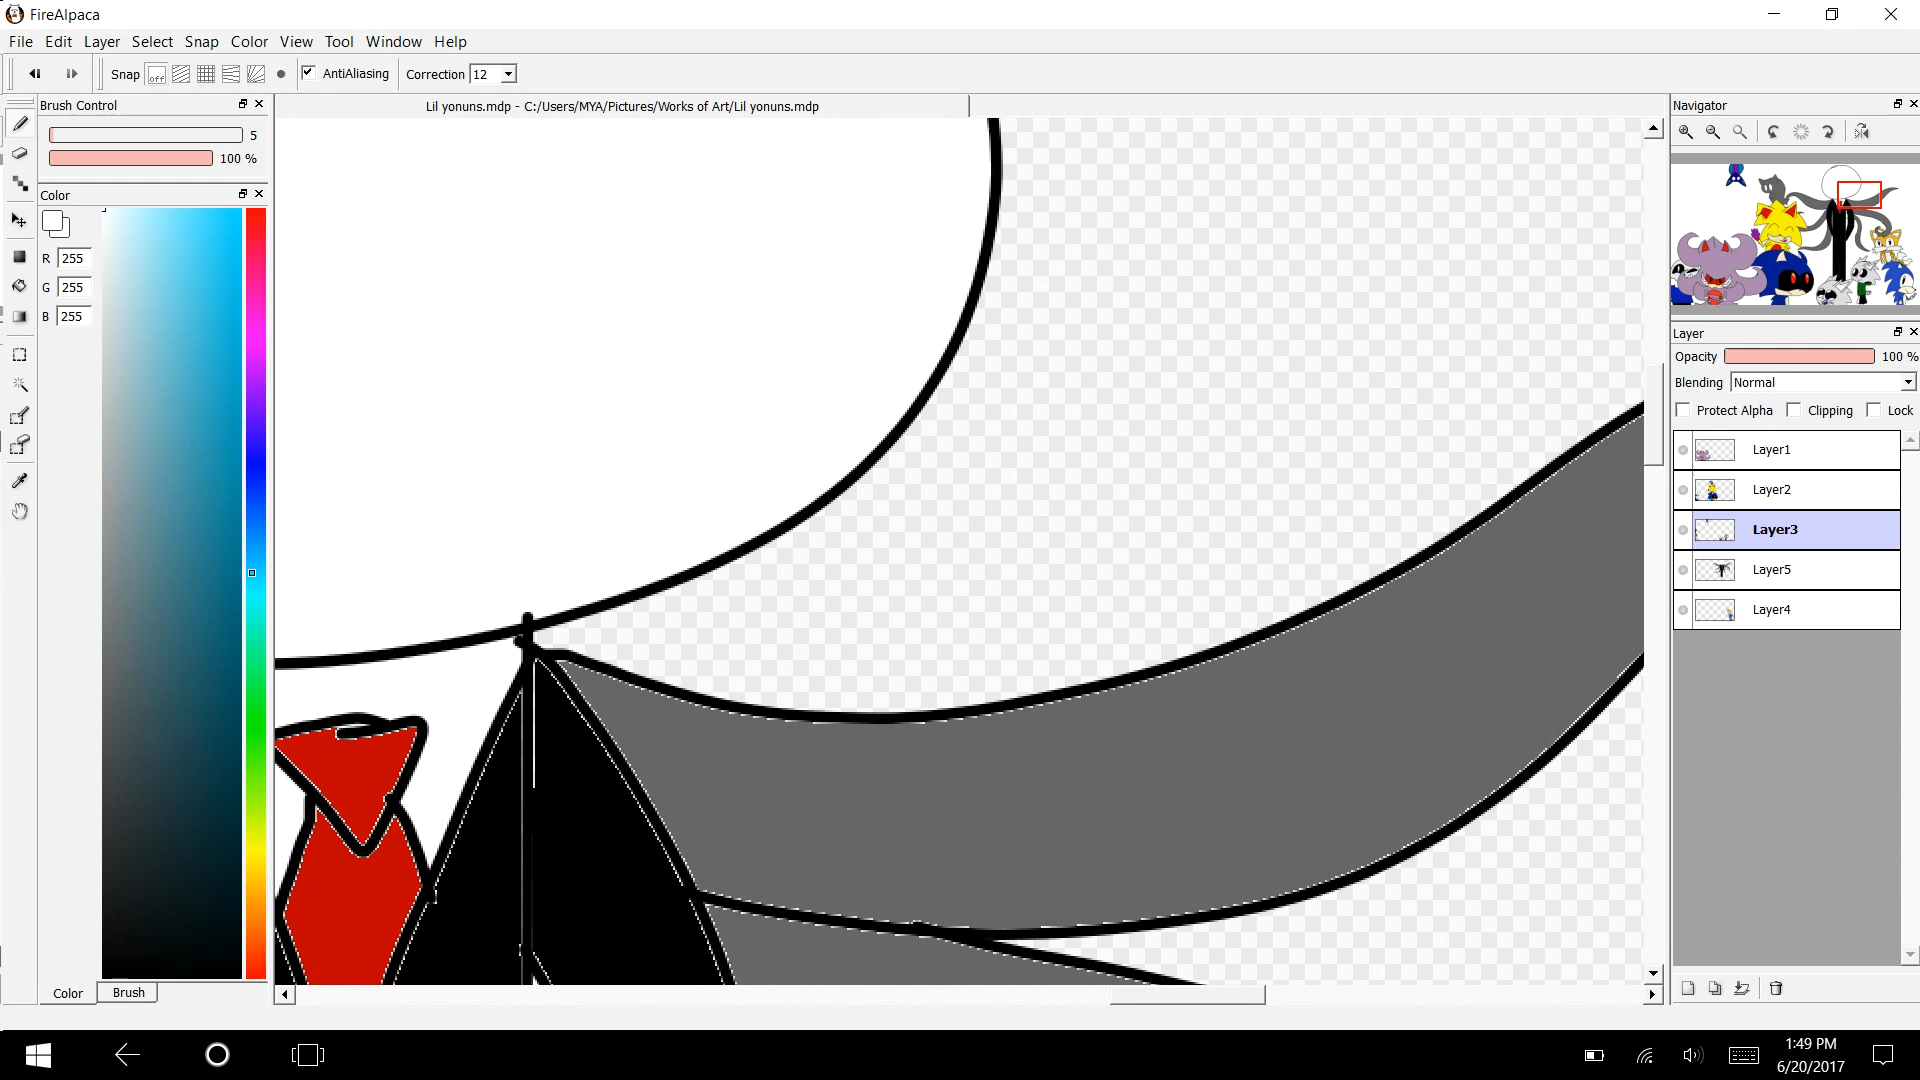 FireAlpaca
File Edit Layer Select Snap Color View Tool Window Help
Snap off AntiAliasing Correction 12
Brush Control
5
100 %
Color
R 255
G 255
B 255
Color Brush
Lil yonuns.mdp - C:/Users/MYA/Pictures/Works of Art/Lil yonuns.mdp
Navigator
Layer
Opacity 100 %
Blending Normal
Protect Alpha Clipping Lock
Layer1
Layer2
Layer3
Layer5
Layer4
1:49 PM
6/20/2017